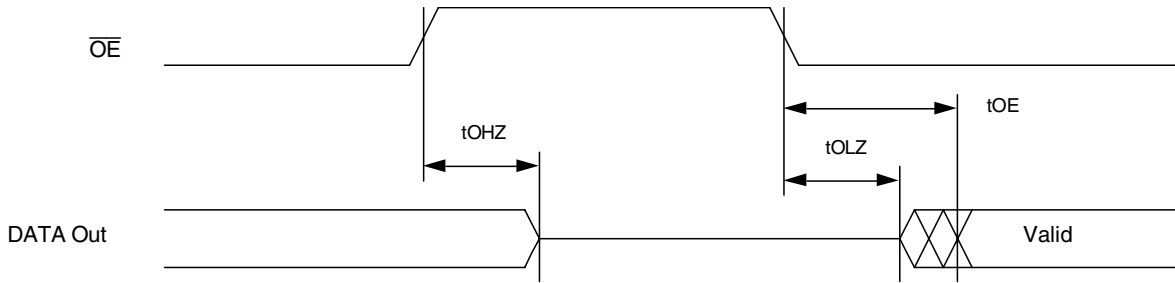 OE
tOE
tOHZ
tOLZ
DATA Out
Valid